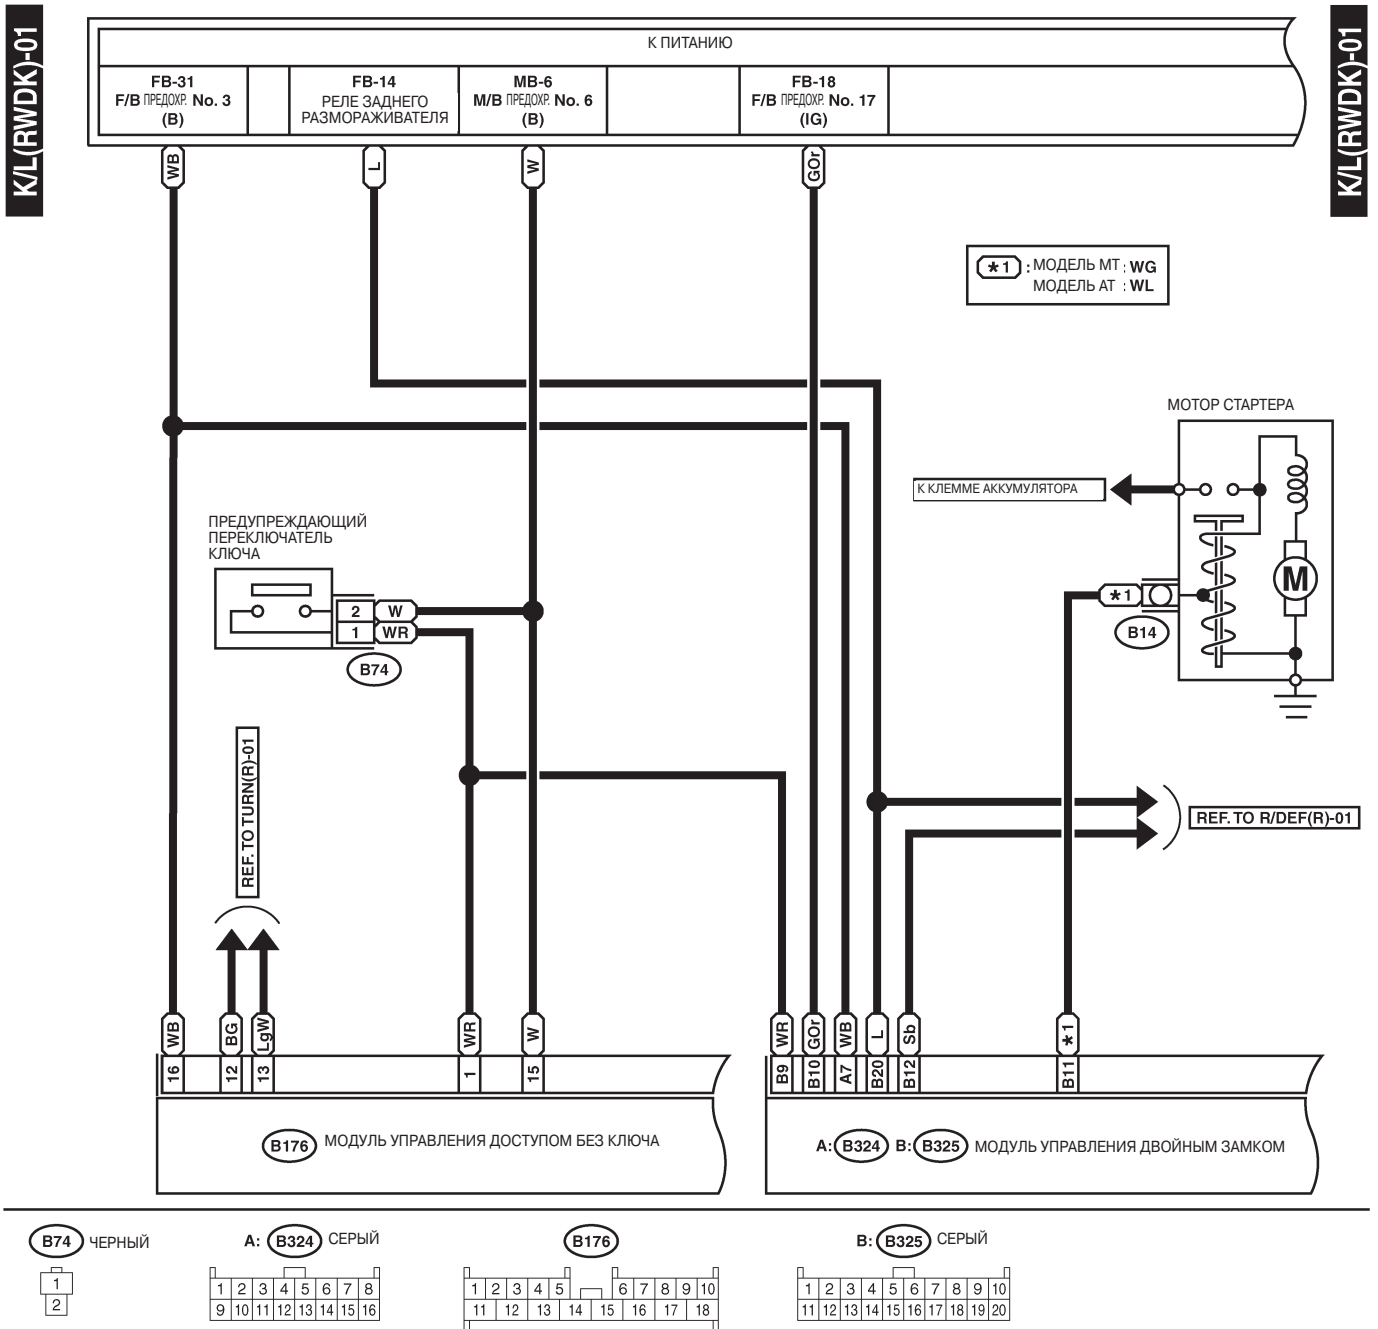 K/L(RWDK)-01
K/L(RWDK)-01
К ПИТАНИЮ
FB-31
F/B ПРЕДОХР. No. 3
(B)
FB-14
РЕЛЕ ЗАДНЕГО
РАЗМОРАЖИВАТЕЛЯ
MB-6
M/B ПРЕДОХР. No. 6
(B)
FB-18
F/B ПРЕДОХР. No. 17
(IG)
WB
L
W
GOr
*1 : МОДЕЛЬ МТ : WG
МОДЕЛЬ АТ : WL
МОТОР СТАРТЕРА
К КЛЕММЕ АККУМУЛЯТОРА
M
*1
B14
ПРЕДУПРЕЖДАЮЩИЙ
ПЕРЕКЛЮЧАТЕЛЬ
КЛЮЧА
2 W
1 WR
B74
REF. TO TURN(R)-01
REF. TO R/DEF(R)-01
WB BG LgW WR W
16 12 13 1 15
WR GOr WB L Sb *1
B9 B10 A7 B20 B12 B11
B176 МОДУЛЬ УПРАВЛЕНИЯ ДОСТУПОМ БЕЗ КЛЮЧА
A: B324 B: B325 МОДУЛЬ УПРАВЛЕНИЯ ДВОЙНЫМ ЗАМКОМ
B74 ЧЕРНЫЙ
1
2
A: B324 СЕРЫЙ
1 2 3 4 5 6 7 8
9 10 11 12 13 14 15 16
B176
1 2 3 4 5 6 7 8 9 10
11 12 13 14 15 16 17 18
B: B325 СЕРЫЙ
1 2 3 4 5 6 7 8 9 10
11 12 13 14 15 16 17 18 19 20